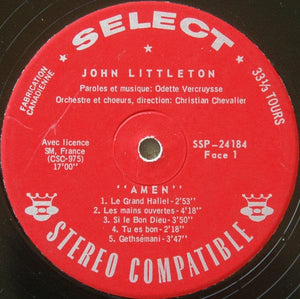 SELECT
FABRICATION
CANADIENNE
33⅓ TOURS
JOHN LITTLETON
Paroles et musique: Odette Vercruysse
Orchestre et choeurs, direction: Christian Chevalier
Avec licence
SM, France
(CSC-975)
17'00"
SSP-24184
Face 1
"AMEN"
1. Le Grand Hallel - 2'53"
2. Les mains ouvertes - 4'18"
3. Si le Bon Dieu - 3'50"
4. Tu es bon - 2'18"
5. Gethsémani - 3'47"
STEREO COMPATIBLE